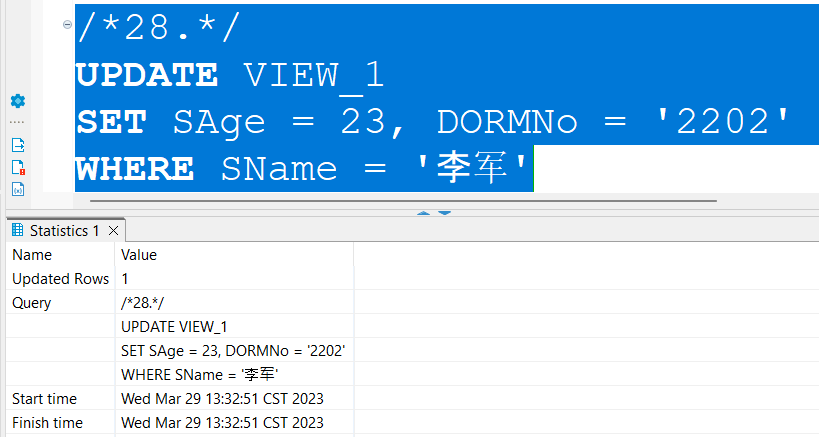 /*28.*/
UPDATE VIEW_1
SET SAge = 23, DORMNo = '2202'
WHERE SName = '李军'
Statistics 1
Name Value
Updated Rows 1
Query /*28.*/
UPDATE VIEW_1
SET SAge = 23, DORMNo = '2202'
WHERE SName = '李军'
Start time Wed Mar 29 13:32:51 CST 2023
Finish time Wed Mar 29 13:32:51 CST 2023